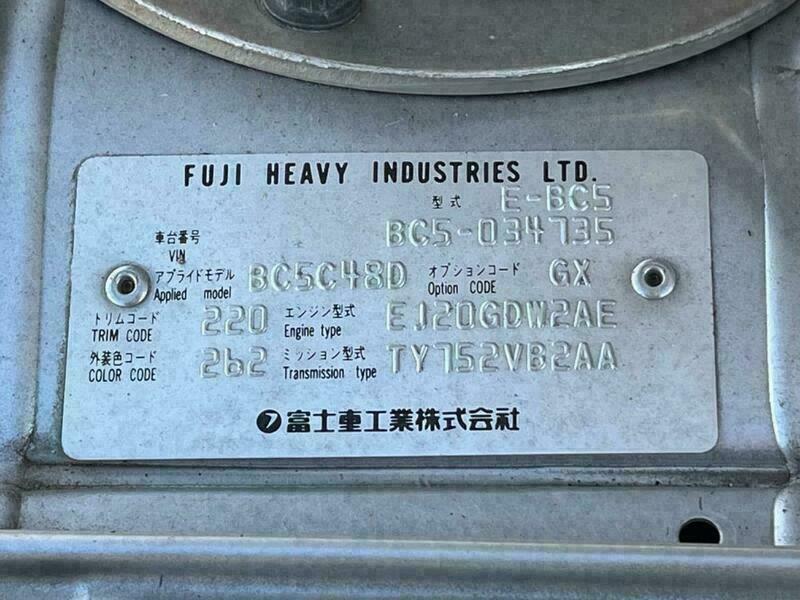 FUJI HEAVY INDUSTRIES LTD.
型式 E-BC5
車台番号 VIN BC5-034735
アプライドモデル Applied model BC5C48D オプションコード Option CODE GX
トリムコード TRIM CODE 220 エンジン型式 Engine type EJ20GDW2AE
外装色コード COLOR CODE 262 ミッション型式 Transmission type TY752VB2AA
⑦富士重工業株式会社